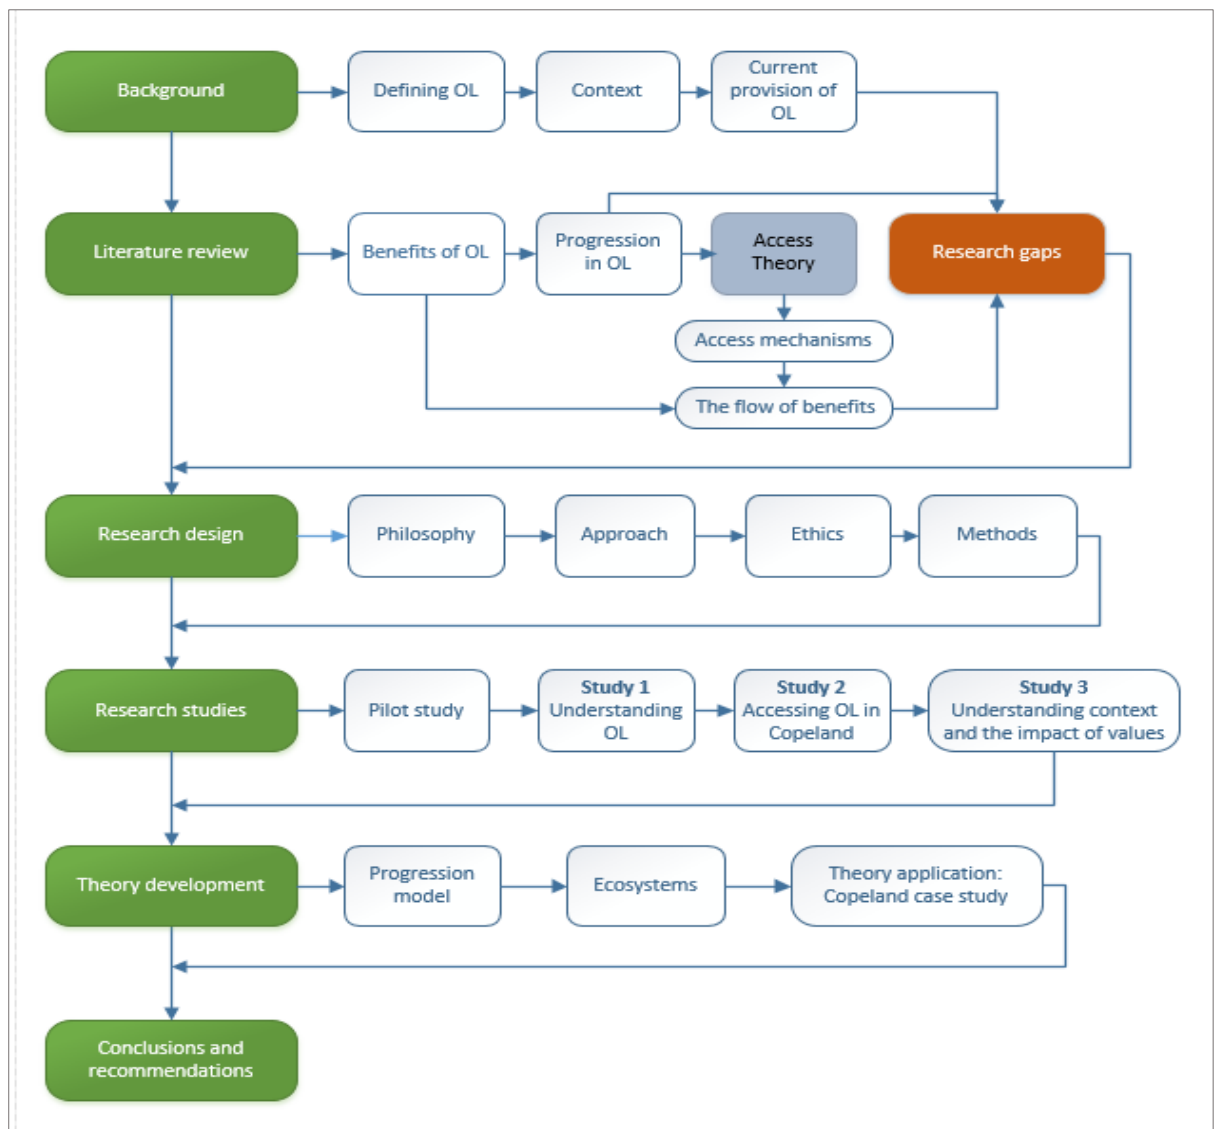 Background
Defining OL
Context
Current
provision of
OL
Literature review
Benefits of OL
Progression
in OL
Access
Theory
Research gaps
Access mechanisms
The flow of benefits
Research design
Philosophy
Approach
Ethics
Methods
Research studies
Pilot study
Study 1
Understanding
OL
Study 2
Accessing OL in
Copeland
Study 3
Understanding context
and the impact of values
Theory development
Progression
model
Ecosystems
Theory application:
Copeland case study
Conclusions and
recommendations